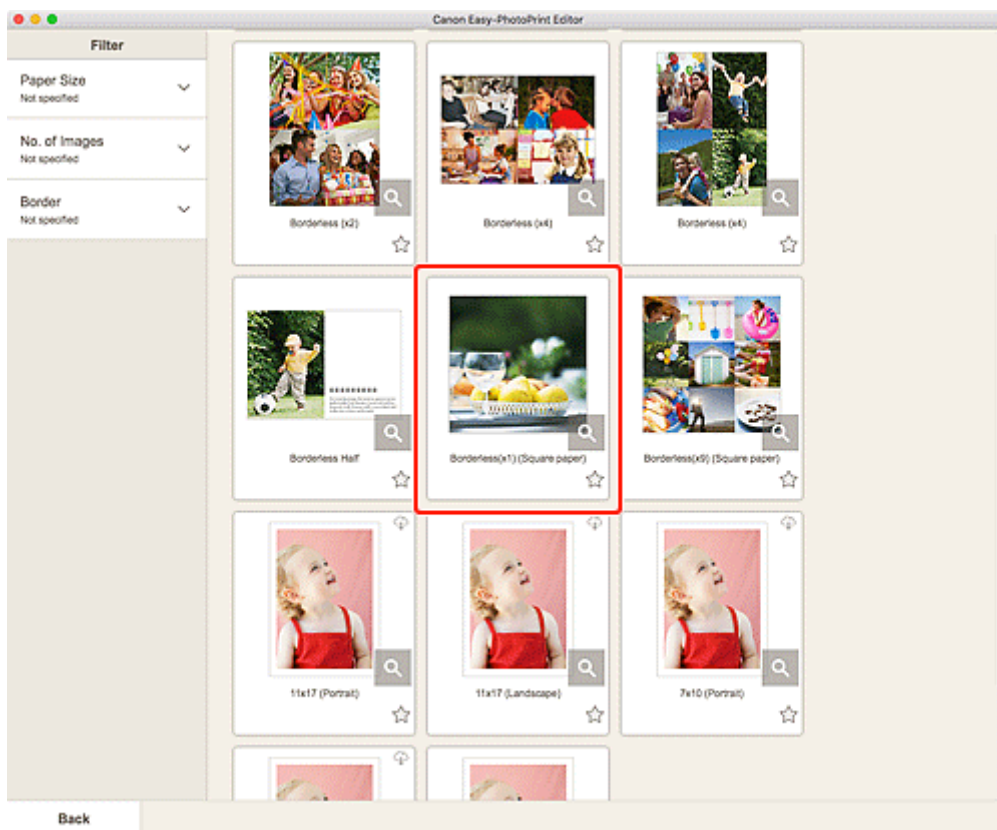 Canon Easy-PhotoPrint Editor
Filter
Paper Size
Not specified
No. of Images
Not specified
Border
Not specified
Borderless (x2)
Borderless (x4)
Borderless (x4)
Borderless Half
Borderless(x1) (Square paper)
Borderless(x9) (Square paper)
11x17 (Portrait)
11x17 (Landscape)
7x10 (Portrait)
Back